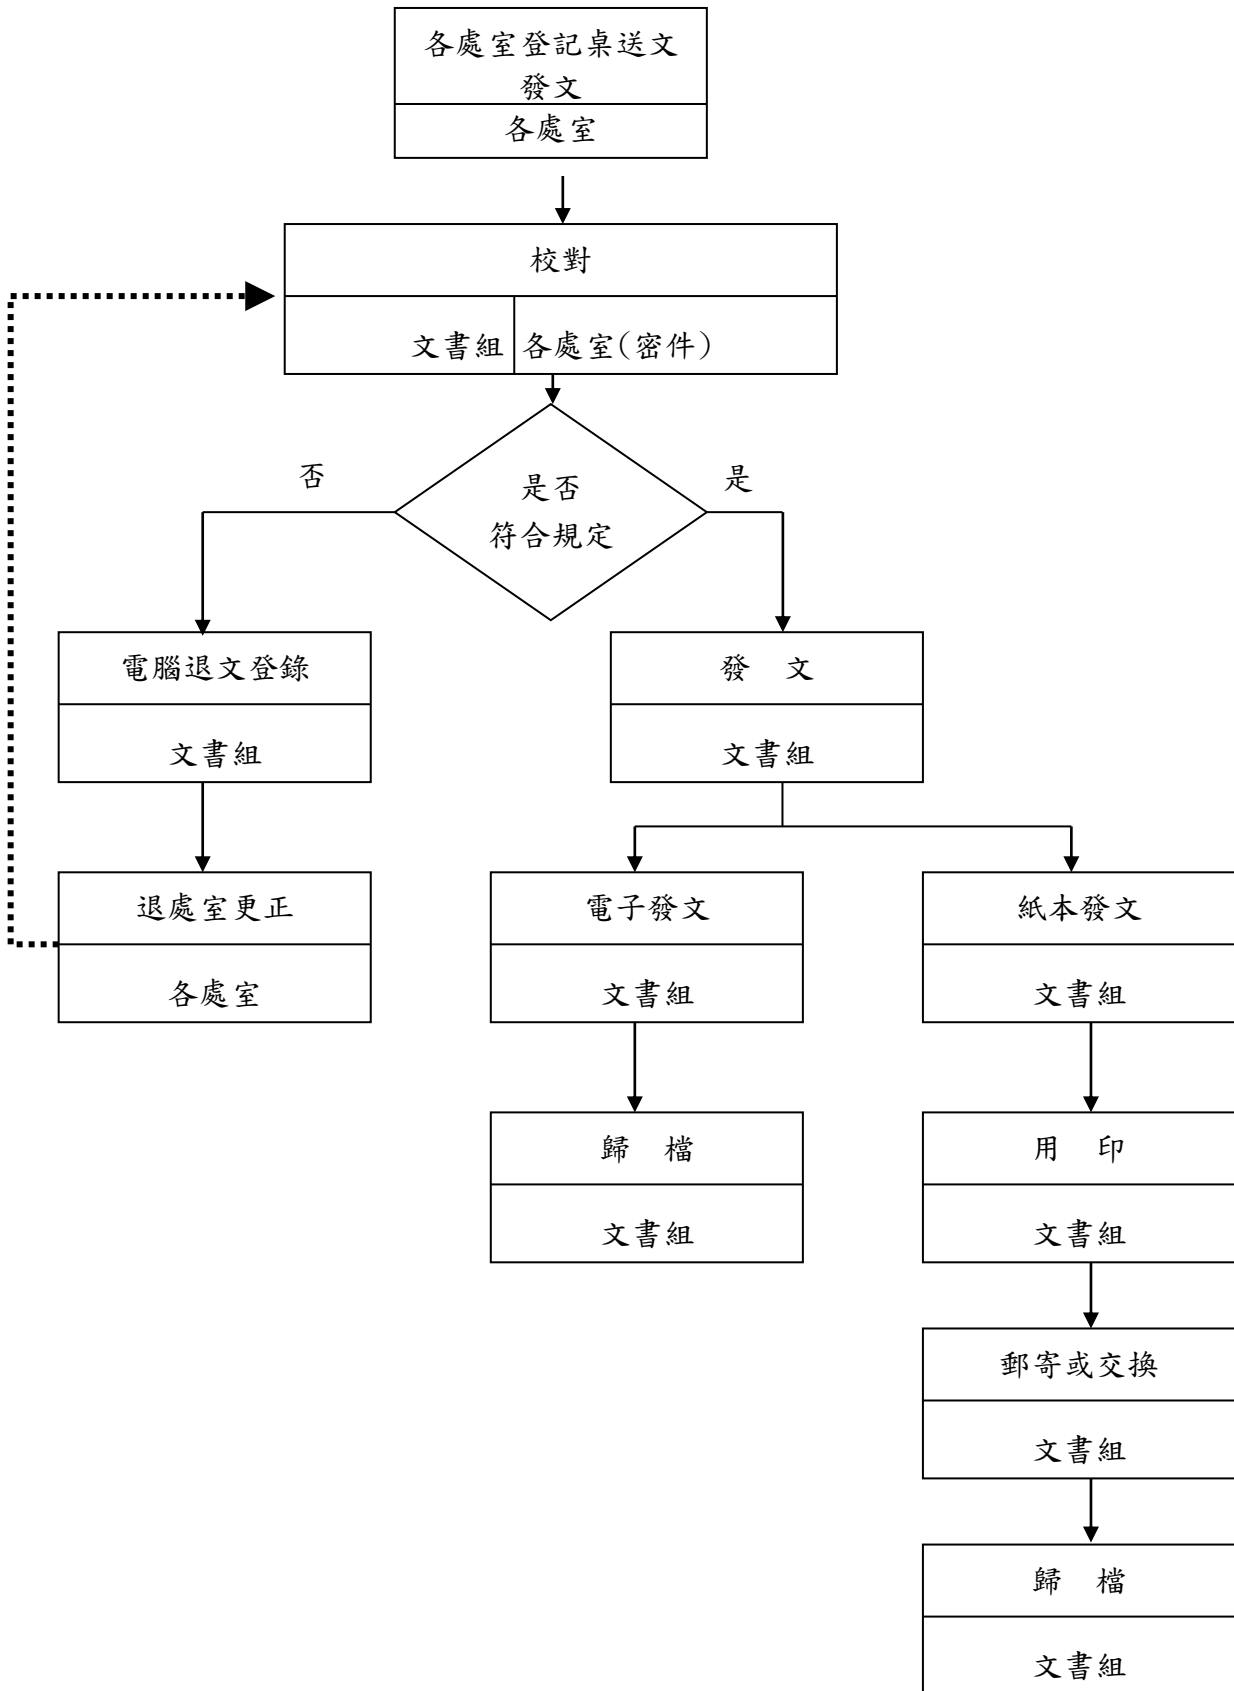 各處室登記桌送文
發文
各處室
校對
文書組
各處室(密件)
否
是
是否
符合規定
電腦退文登錄
文書組
發　文
文書組
退處室更正
各處室
電子發文
文書組
紙本發文
文書組
歸　檔
文書組
用　印
文書組
郵寄或交換
文書組
歸　檔
文書組